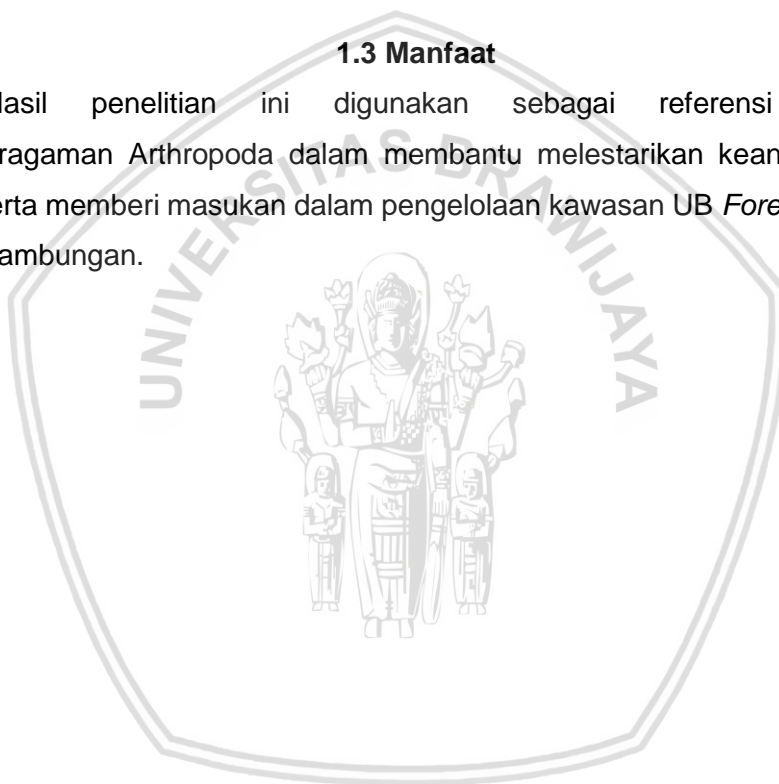 1.3 Manfaat
asil penelitian ini digunakan sebagai referensi
ragaman Arthropoda dalam membantu melestarikan kean
erta memberi masukan dalam pengelolaan kawasan UB Fore
ambungan.
UNIVERSITAS BRAWIJAYA